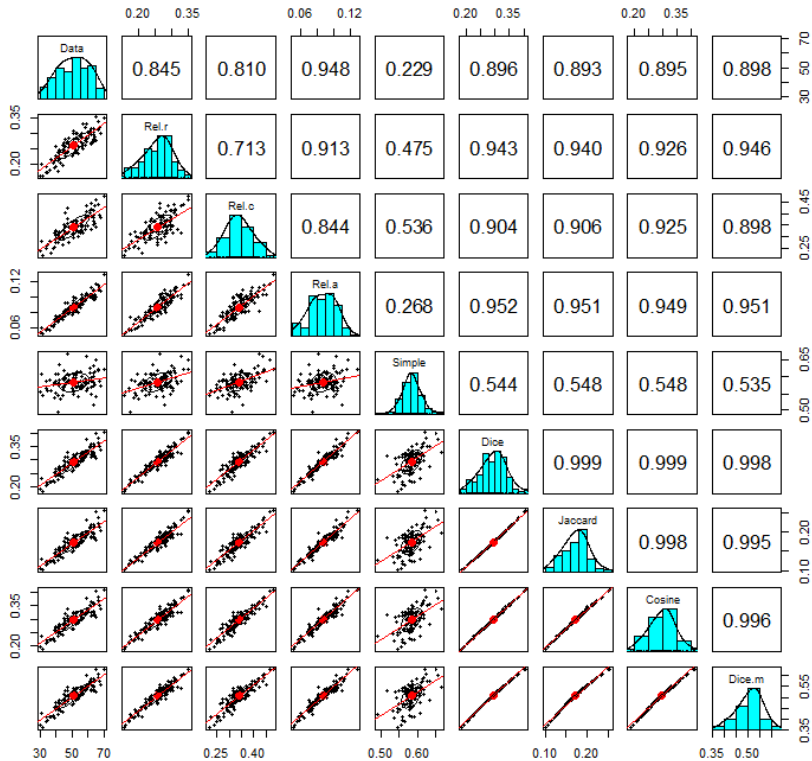 0.20 0.35 0.06 0.12 0.20 0.35 0.20 0.35
Data 0.845 0.810 0.948 0.229 0.896 0.893 0.895 0.898 30 50 70
0.20 0.35 Rel.r 0.713 0.913 0.475 0.943 0.940 0.926 0.946
Rel.c 0.844 0.536 0.904 0.906 0.925 0.898 0.25 0.45
0.06 0.12 Rel.a 0.268 0.952 0.951 0.949 0.951
Simple 0.544 0.548 0.548 0.535 0.50 0.65
0.20 0.35 Dice 0.999 0.999 0.998
Jaccard 0.998 0.995 0.10 0.20
0.20 0.35 Cosine 0.996
Dice.m 0.35 0.55
30 50 70 0.25 0.40 0.50 0.60 0.10 0.20 0.35 0.50